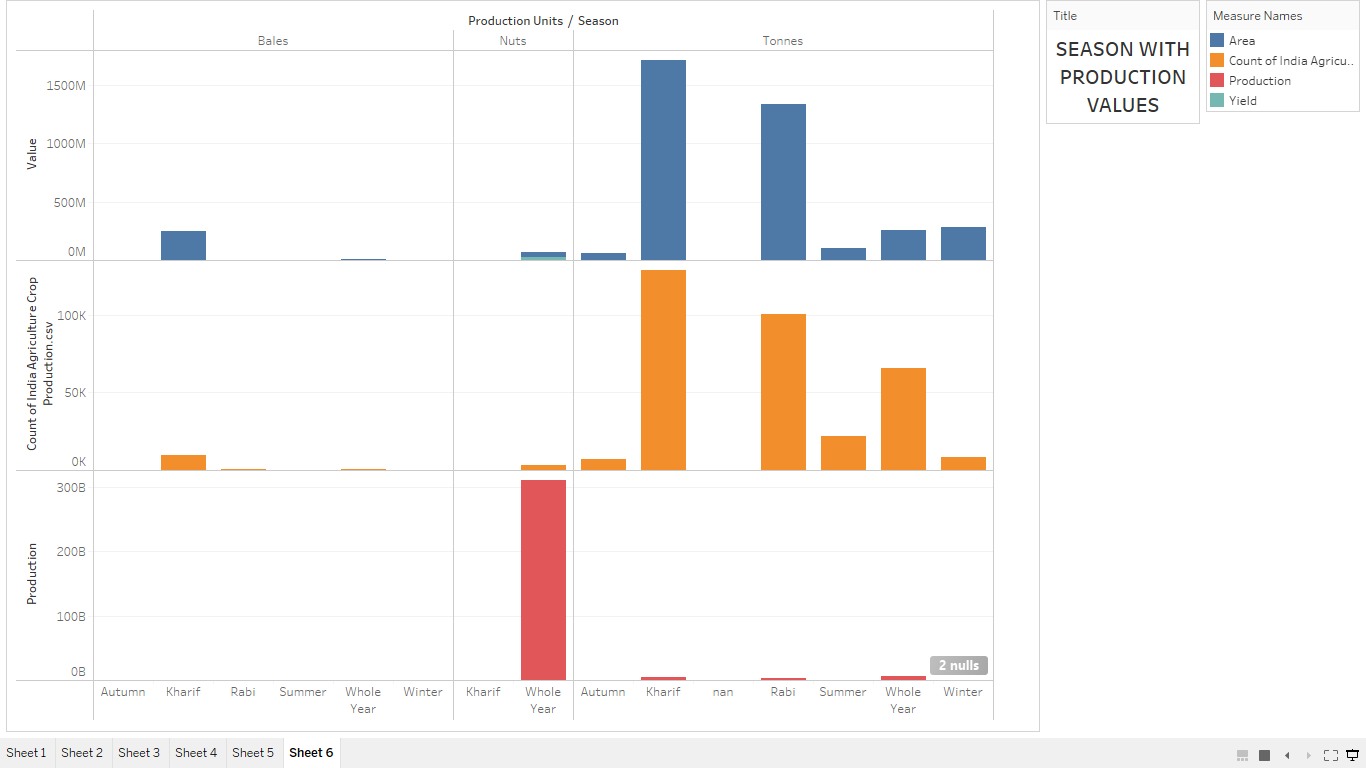 Production Units / Season
Bales Nuts Tonnes
Value
1500M
1000M
500M
0M
Count of India Agriculture Crop
Production.csv
100K
50K
0K
Production
300B
200B
100B
0B
2 nulls
Autumn Kharif Rabi Summer Whole Year Winter Kharif Whole Year Autumn Kharif nan Rabi Summer Whole Year Winter
Title
SEASON WITH
PRODUCTION
VALUES
Measure Names
Area
Count of India Agricu..
Production
Yield
Sheet 1 Sheet 2 Sheet 3 Sheet 4 Sheet 5 Sheet 6